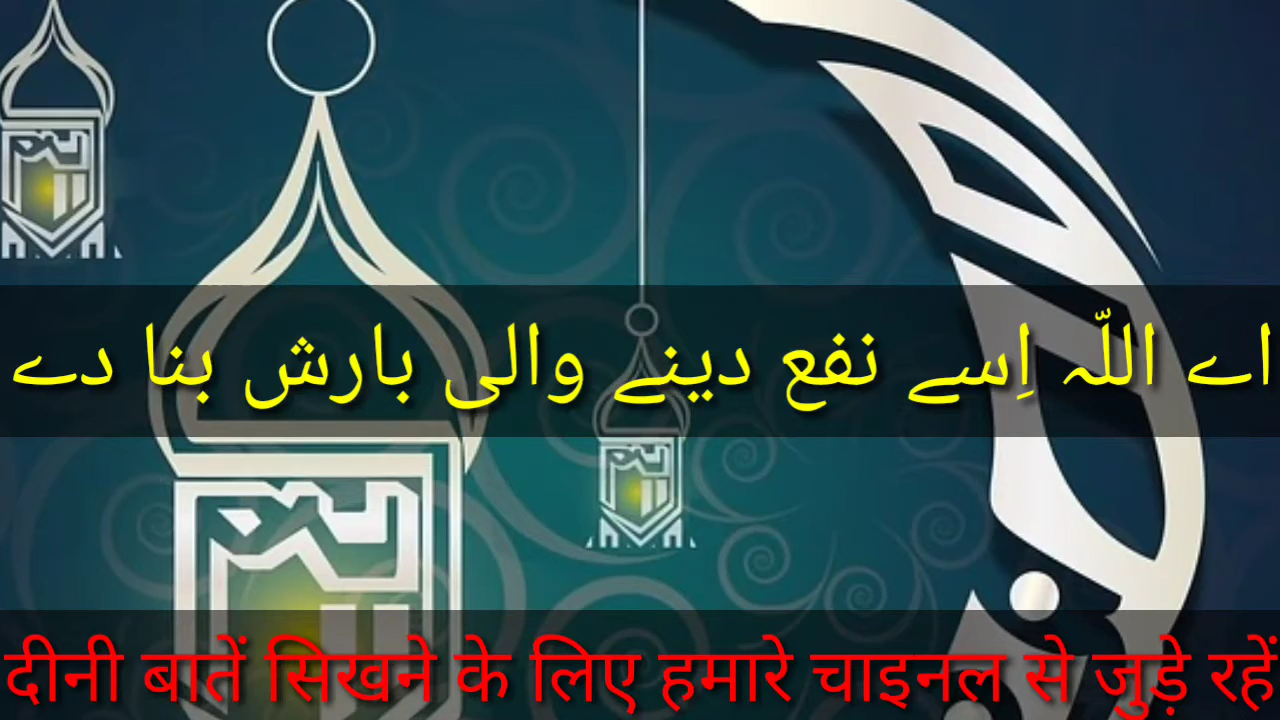 اے اللّٰہ اِسے نفع دینے والی بارش بنا دے
दीनी बातें सिखने के लिए हमारे चाइनल से जुड़े रहें